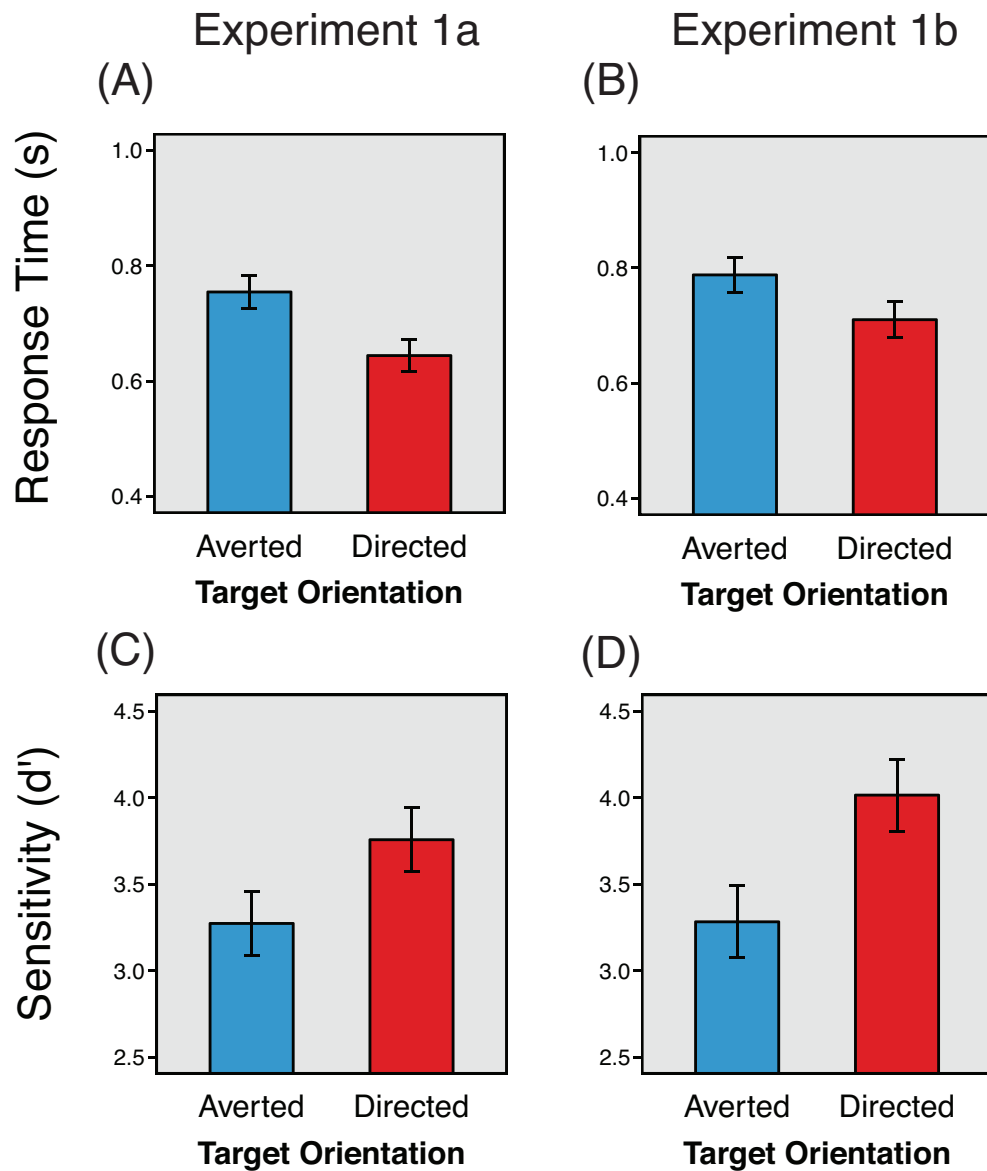 Experiment 1a
Experiment 1b
(A)
(B)
Response Time (s)
1.0
0.8
0.6
0.4
Averted Directed
Target Orientation
1.0
0.8
0.6
0.4
Averted Directed
Target Orientation
(C)
(D)
Sensitivity (d')
4.5
4.0
3.5
3.0
2.5
Averted Directed
Target Orientation
4.5
4.0
3.5
3.0
2.5
Averted Directed
Target Orientation